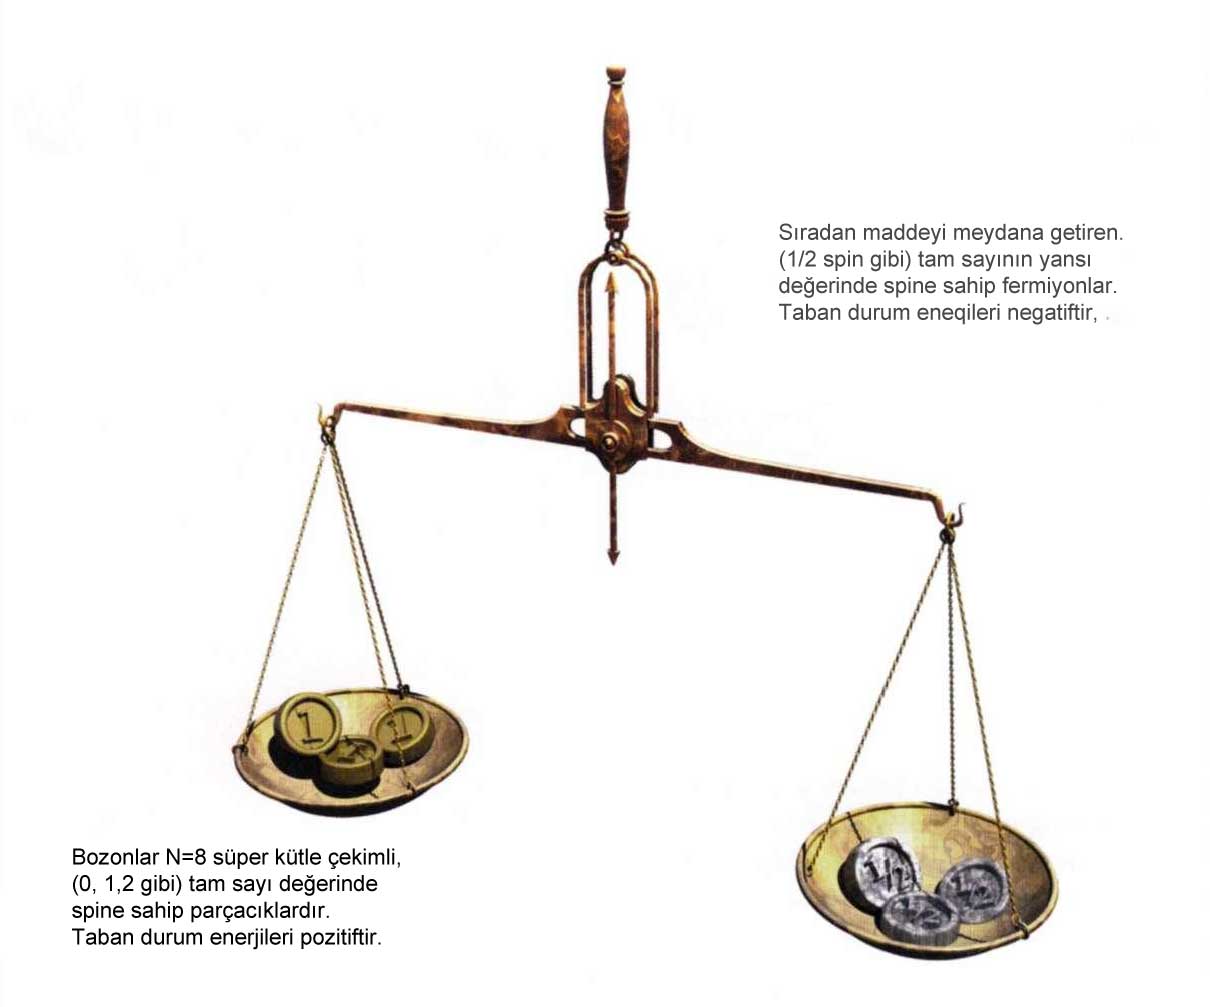 Sıradan maddeyi meydana getiren.
(1/2 spin gibi) tam sayının yansı
değerinde spine sahip fermiyonlar.
Taban durum eneqileri negatiftir, .
1
1
1
1/2
1/2
1/2
Bozonlar N=8 süper kütle çekimli,
(0, 1,2 gibi) tam sayı değerinde
spine sahip parçacıklardır.
Taban durum enerjileri pozitiftir.